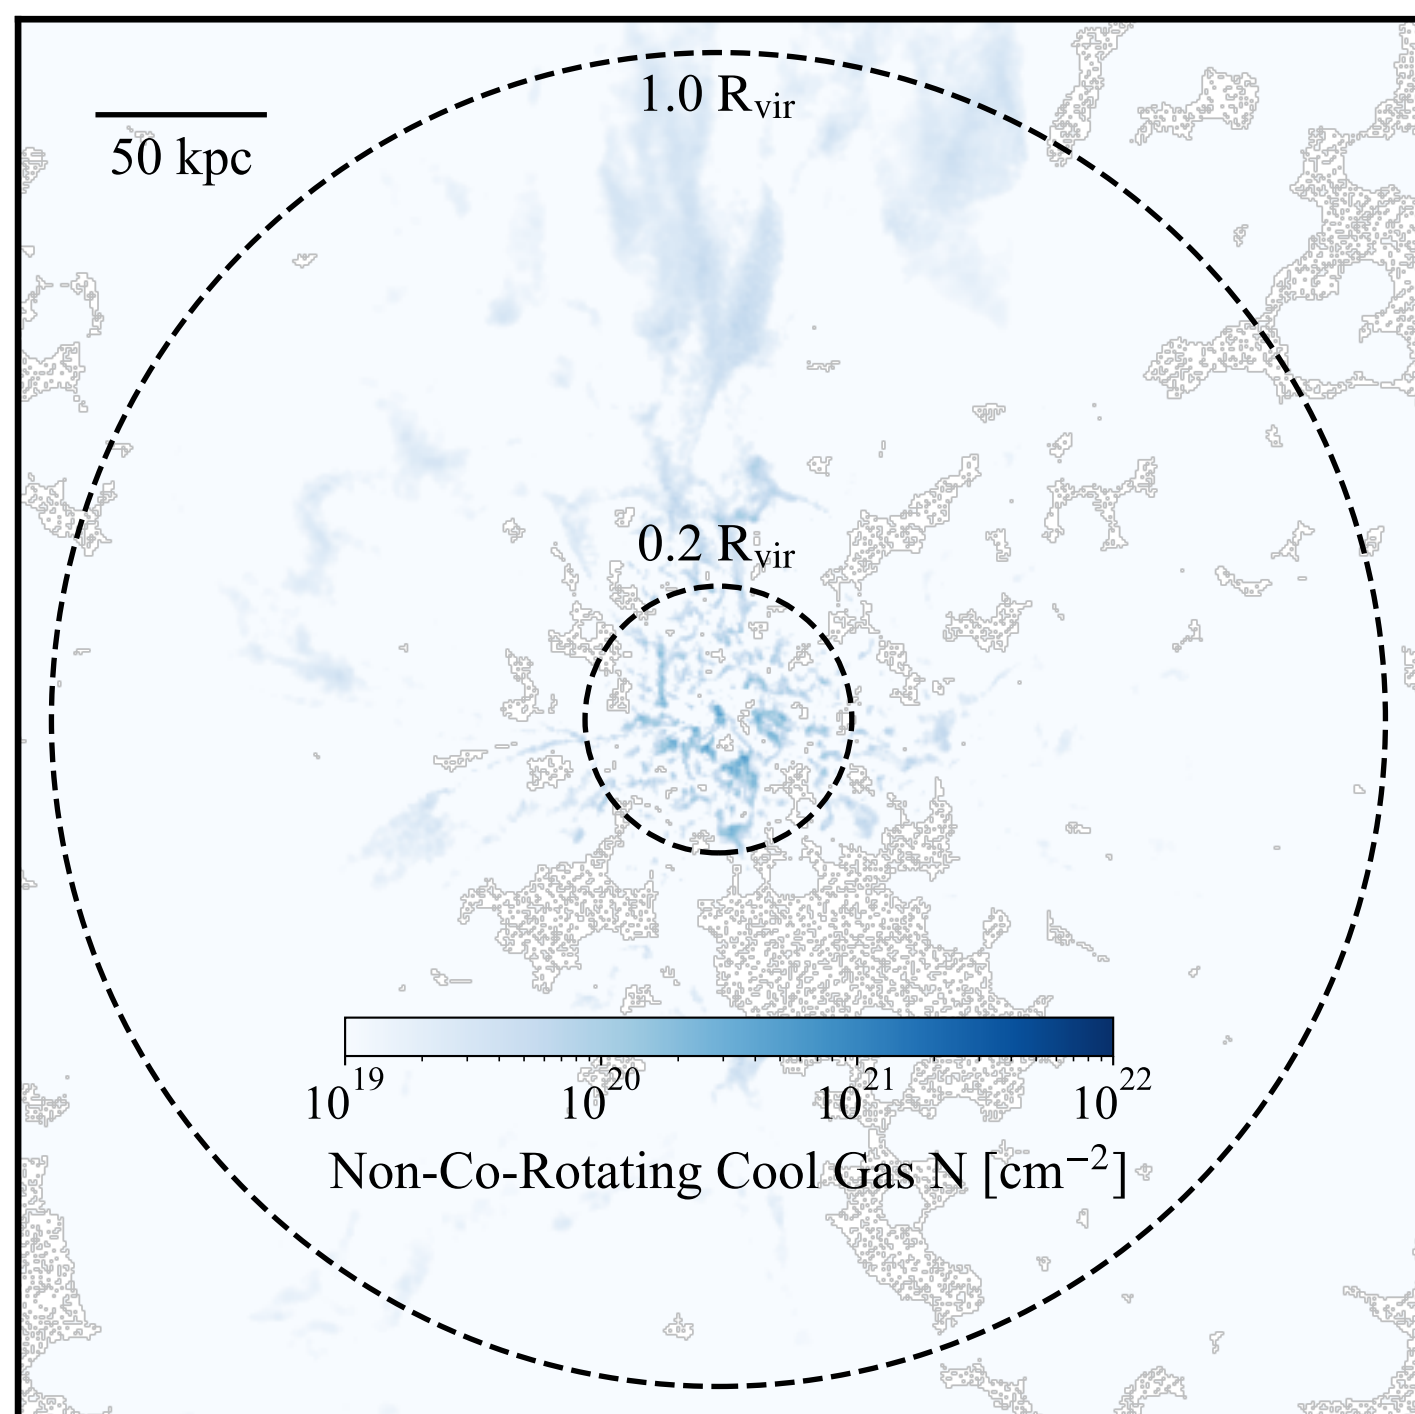 1.0 R_vir
50 kpc
0.2 R_vir
10^19 10^20 10^21 10^22
Non-Co-Rotating Cool Gas N [cm^−2]